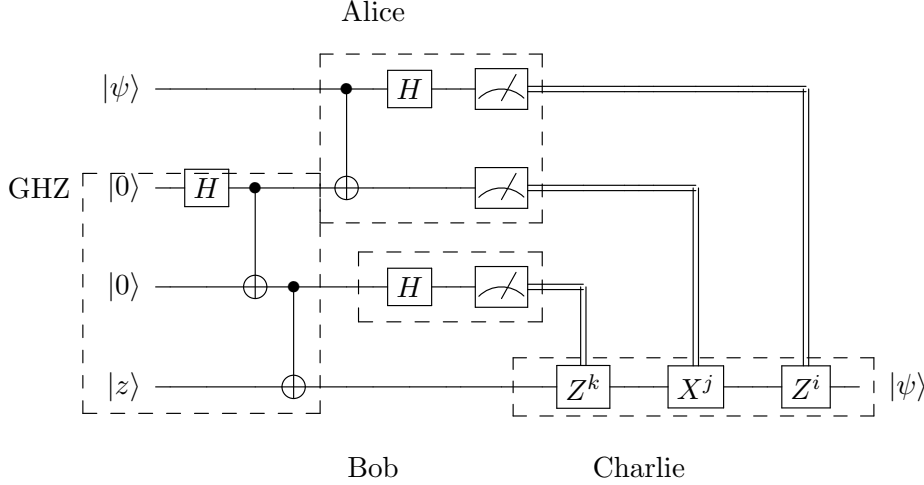 Alice
|ψ⟩ H
GHZ |0⟩ H
|0⟩ H
|z⟩ Z^k X^j Z^i |ψ⟩
Bob Charlie